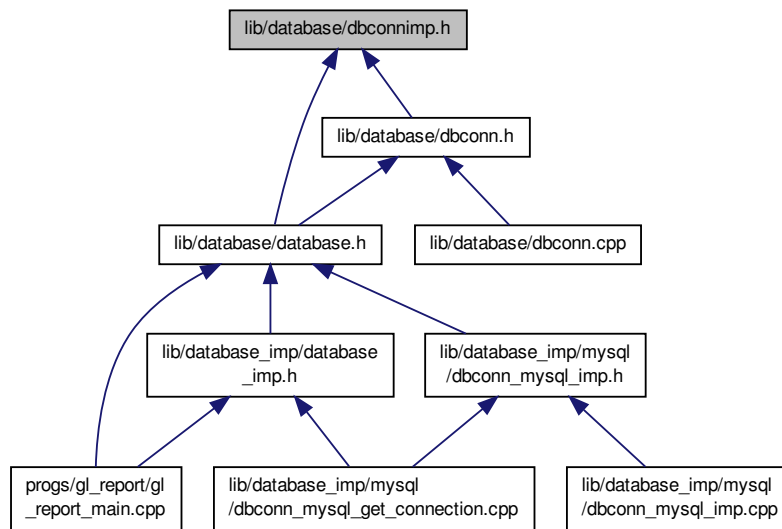 lib/database/dbconnimp.h
lib/database/dbconn.h
lib/database/database.h
lib/database/dbconn.cpp
lib/database_imp/database
_imp.h
lib/database_imp/mysql
/dbconn_mysql_imp.h
progs/gl_report/gl
_report_main.cpp
lib/database_imp/mysql
/dbconn_mysql_get_connection.cpp
lib/database_imp/mysql
/dbconn_mysql_imp.cpp